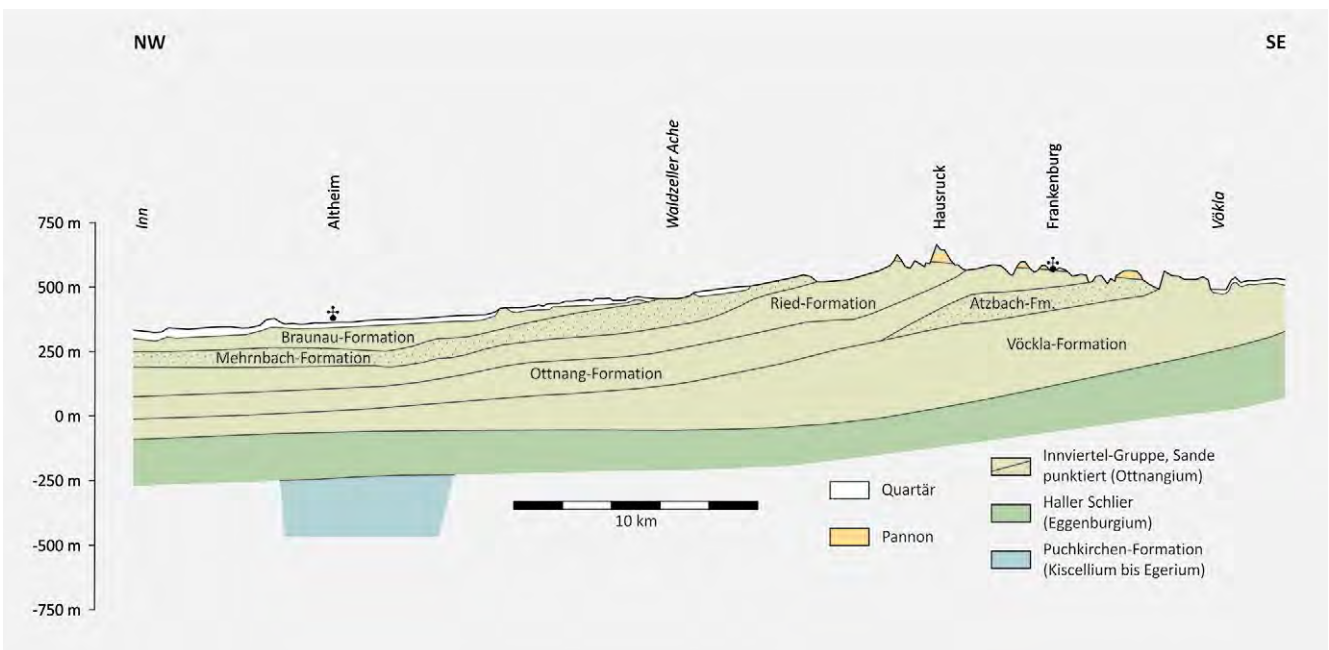 NW
SE
Inn
Altheim
Waldzeller Ache
Hausruck
Frankenburg
Vökla
750 m
500 m
250 m
0 m
-250 m
-500 m
-750 m
Braunau-Formation
Mehrnbach-Formation
Ottnang-Formation
Ried-Formation
Atzbach-Fm.
Vöckla-Formation
10 km
Quartär
Pannon
Innviertel-Gruppe, Sande
punktiert (Ottnangium)
Haller Schlier
(Eggenburgium)
Puchkirchen-Formation
(Kiscellium bis Egerium)